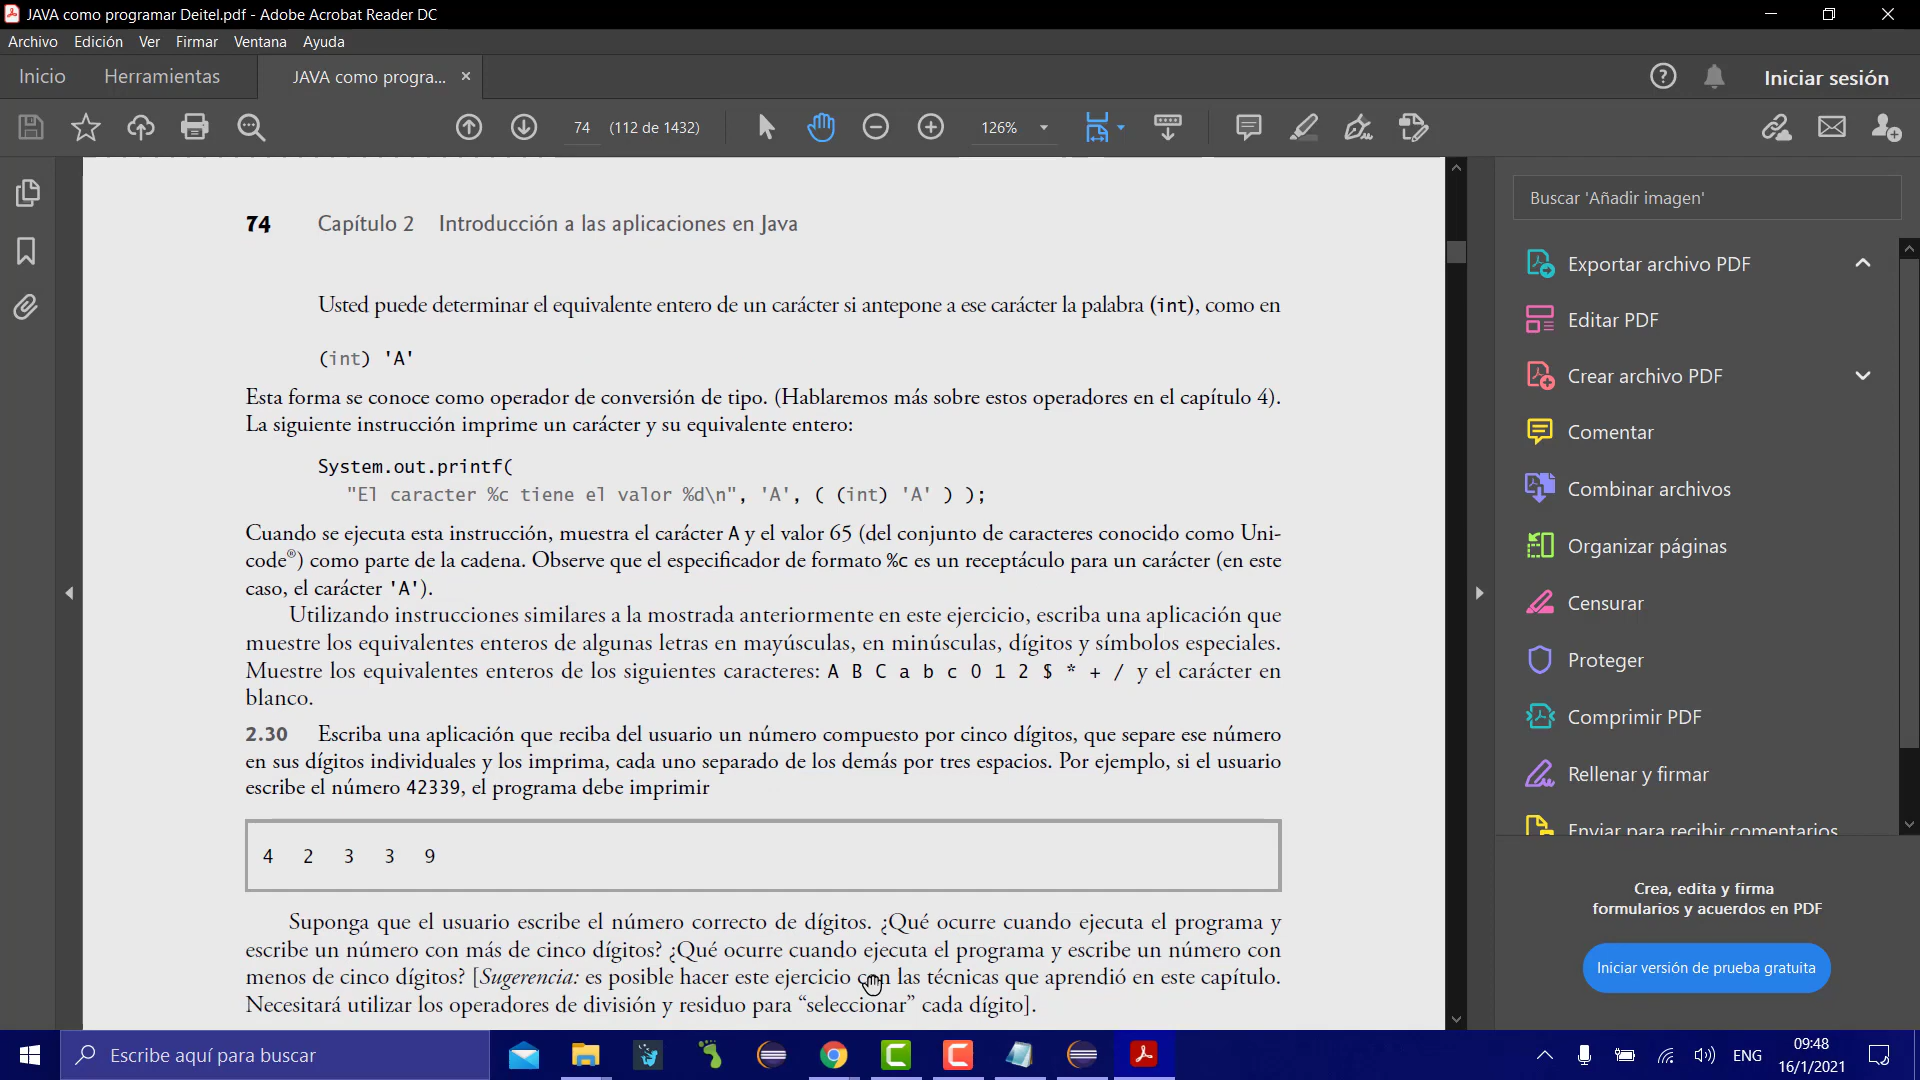 JAVA como programar Deitel.pdf - Adobe Acrobat Reader DC
Archivo Edición Ver Firmar Ventana Ayuda
Inicio Herramientas JAVA como progra... × Iniciar sesión
74 (112 de 1432) 126%
74 Capítulo 2 Introducción a las aplicaciones en Java
Usted puede determinar el equivalente entero de un carácter si antepone a ese carácter la palabra (int), como en
(int) 'A'
Esta forma se conoce como operador de conversión de tipo. (Hablaremos más sobre estos operadores en el capítulo 4).
La siguiente instrucción imprime un carácter y su equivalente entero:
System.out.printf(
"El caracter %c tiene el valor %d\n", 'A', ( (int) 'A' ) );
Cuando se ejecuta esta instrucción, muestra el carácter A y el valor 65 (del conjunto de caracteres conocido como Uni-
code®) como parte de la cadena. Observe que el especificador de formato %c es un receptáculo para un carácter (en este
caso, el carácter 'A').
Utilizando instrucciones similares a la mostrada anteriormente en este ejercicio, escriba una aplicación que
muestre los equivalentes enteros de algunas letras en mayúsculas, en minúsculas, dígitos y símbolos especiales.
Muestre los equivalentes enteros de los siguientes caracteres: A B C a b c 0 1 2 $ * + / y el carácter en
blanco.
2.30 Escriba una aplicación que reciba del usuario un número compuesto por cinco dígitos, que separe ese número
en sus dígitos individuales y los imprima, cada uno separado de los demás por tres espacios. Por ejemplo, si el usuario
escribe el número 42339, el programa debe imprimir
4 2 3 3 9
Suponga que el usuario escribe el número correcto de dígitos. ¿Qué ocurre cuando ejecuta el programa y
escribe un número con más de cinco dígitos? ¿Qué ocurre cuando ejecuta el programa y escribe un número con
menos de cinco dígitos? [Sugerencia: es posible hacer este ejercicio con las técnicas que aprendió en este capítulo.
Necesitará utilizar los operadores de división y residuo para “seleccionar” cada dígito].
Buscar 'Añadir imagen'
Exportar archivo PDF
Editar PDF
Crear archivo PDF
Comentar
Combinar archivos
Organizar páginas
Censurar
Proteger
Comprimir PDF
Rellenar y firmar
Enviar para recibir comentarios
Crea, edita y firma
formularios y acuerdos en PDF
Iniciar versión de prueba gratuita
Escribe aquí para buscar
ENG
09:48
16/1/2021